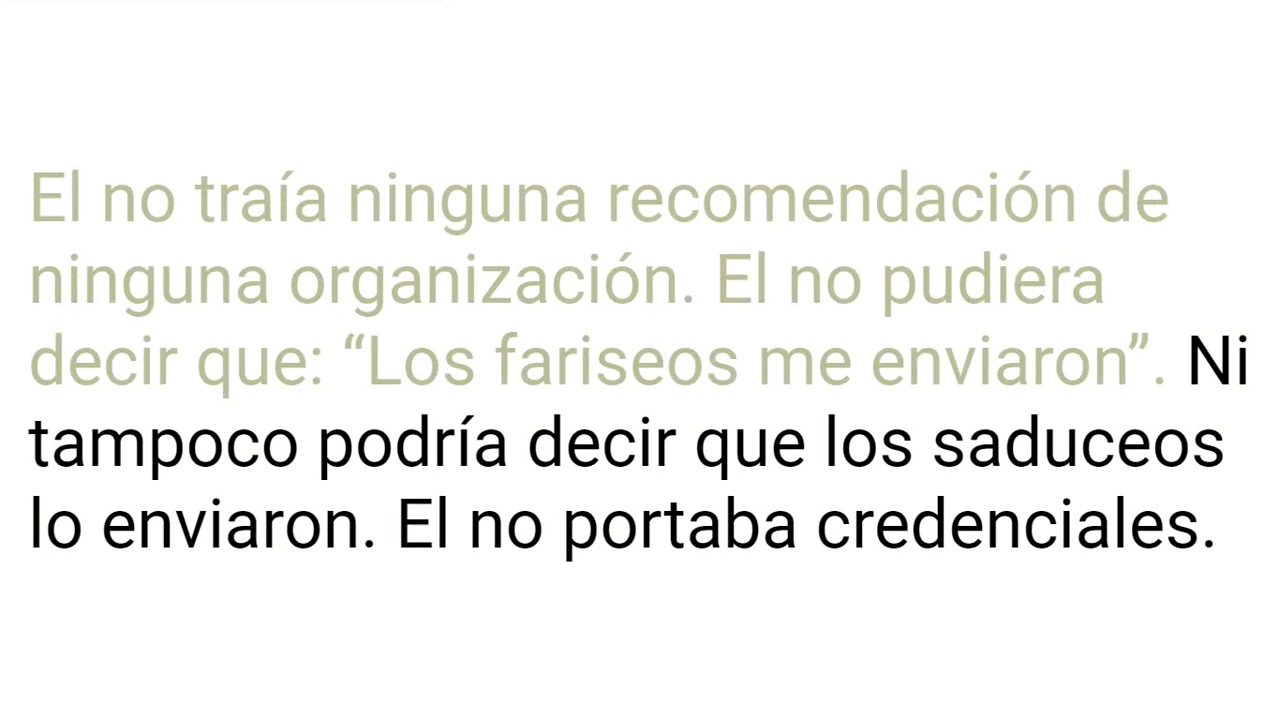 El no traía ninguna recomendación de
ninguna organización. El no pudiera
decir que: “Los fariseos me enviaron”. Ni
tampoco podría decir que los saduceos
lo enviaron. El no portaba credenciales.